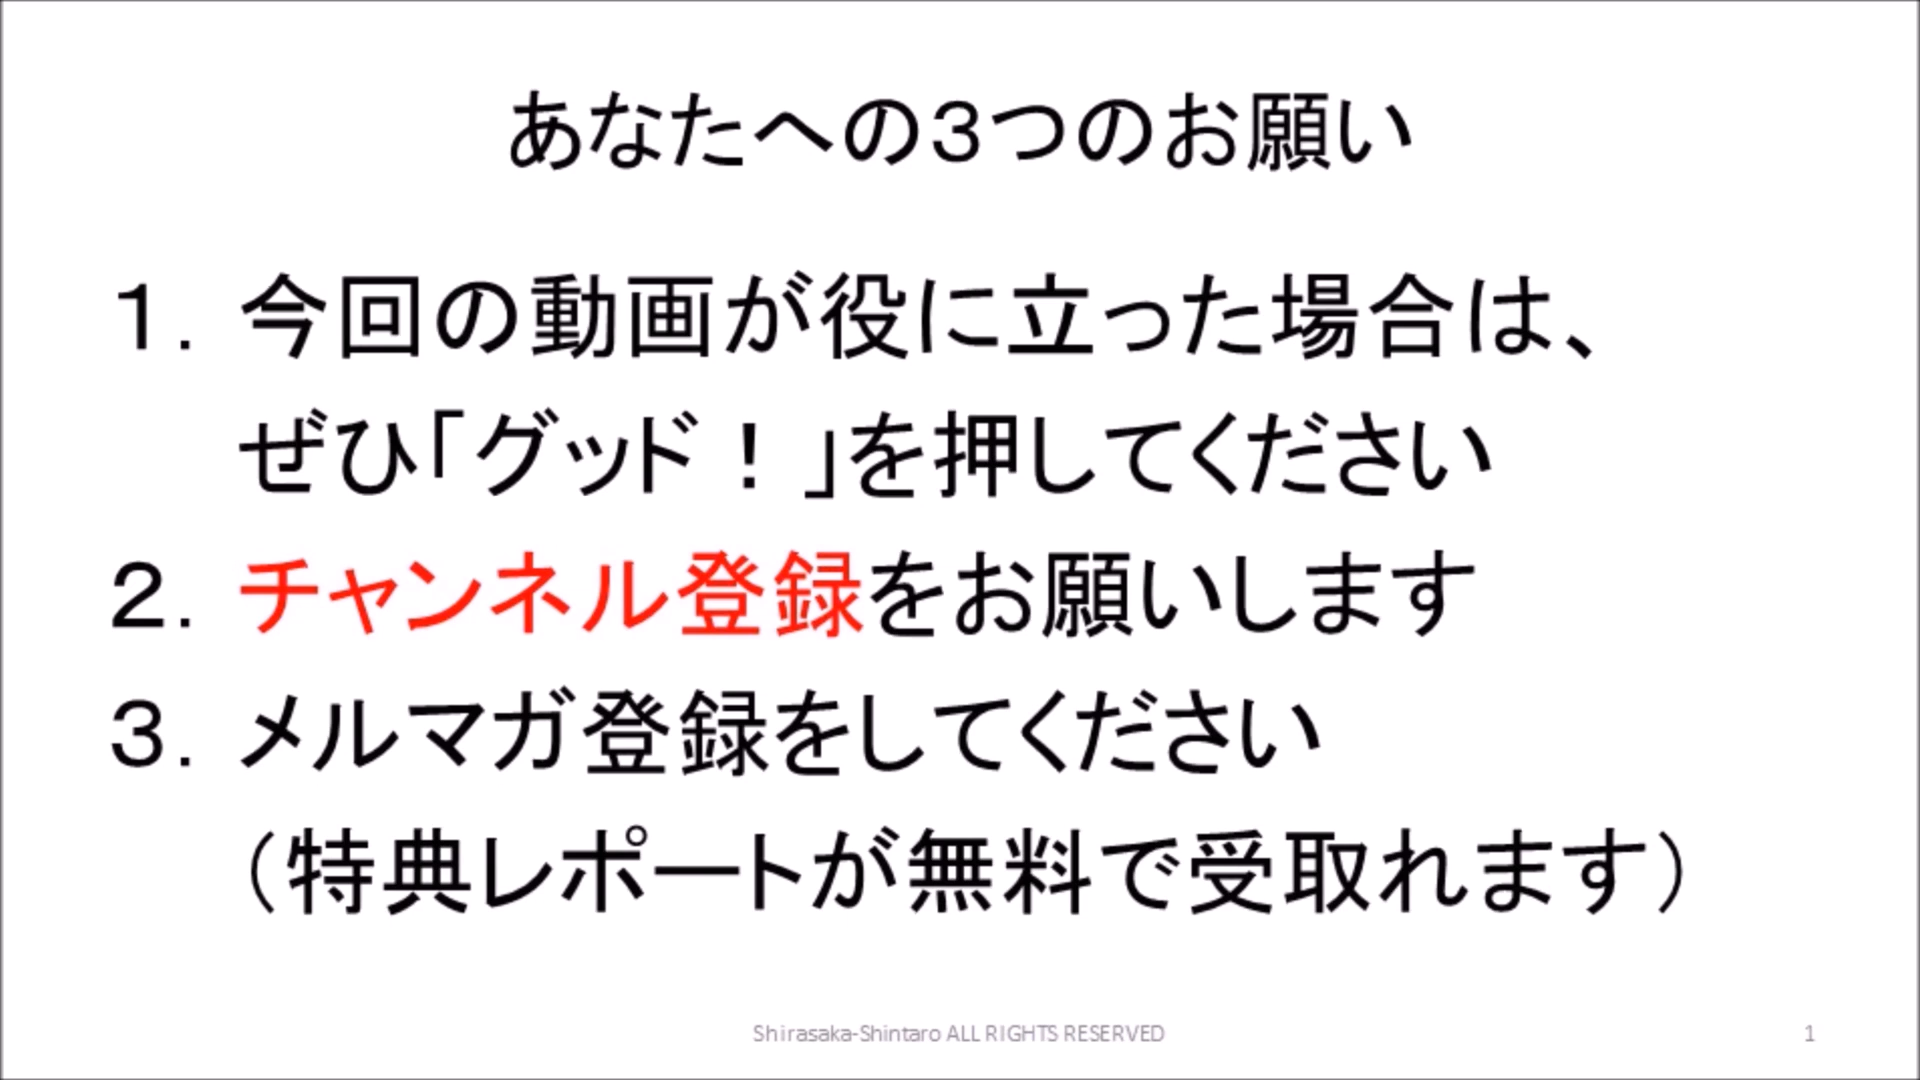 あなたへの３つのお願い
１．今回の動画が役に立った場合は、
ぜひ「グッド！」を押してください
２．チャンネル登録をお願いします
３．メルマガ登録をしてください
（特典レポートが無料で受取れます）
Shirasaka-Shintaro ALL RIGHTS RESERVED
1